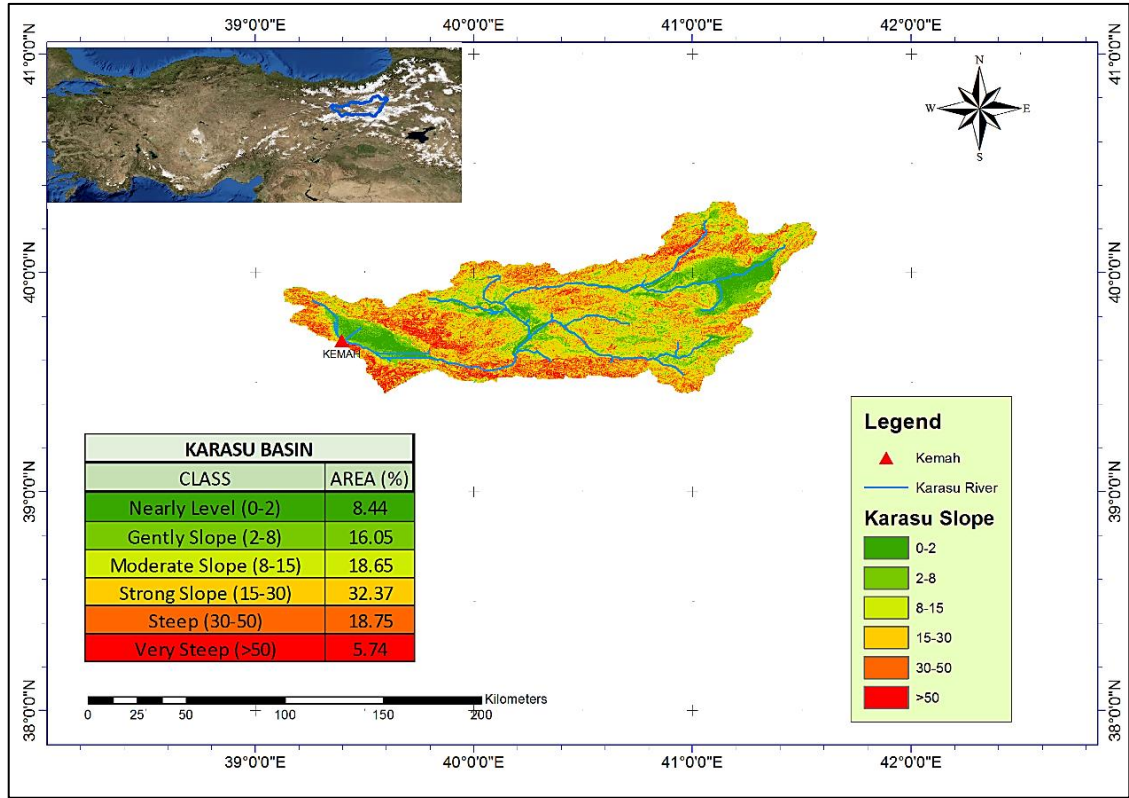 39°0'0"E 40°0'0"E 41°0'0"E 42°0'0"E
41°0'0"N 41°0'0"N
N
W E
S
40°0'0"N 40°0'0"N
KEMAH
KARASU BASIN
CLASS AREA (%)
Nearly Level (0-2) 8.44
Gently Slope (2-8) 16.05
Moderate Slope (8-15) 18.65
Strong Slope (15-30) 32.37
Steep (30-50) 18.75
Very Steep (>50) 5.74
Legend
Kemah
Karasu River
Karasu Slope
0-2
2-8
8-15
15-30
30-50
>50
39°0'0"N 39°0'0"N
Kilometers
0 25 50 100 150 200
38°0'0"N 38°0'0"N
39°0'0"E 40°0'0"E 41°0'0"E 42°0'0"E